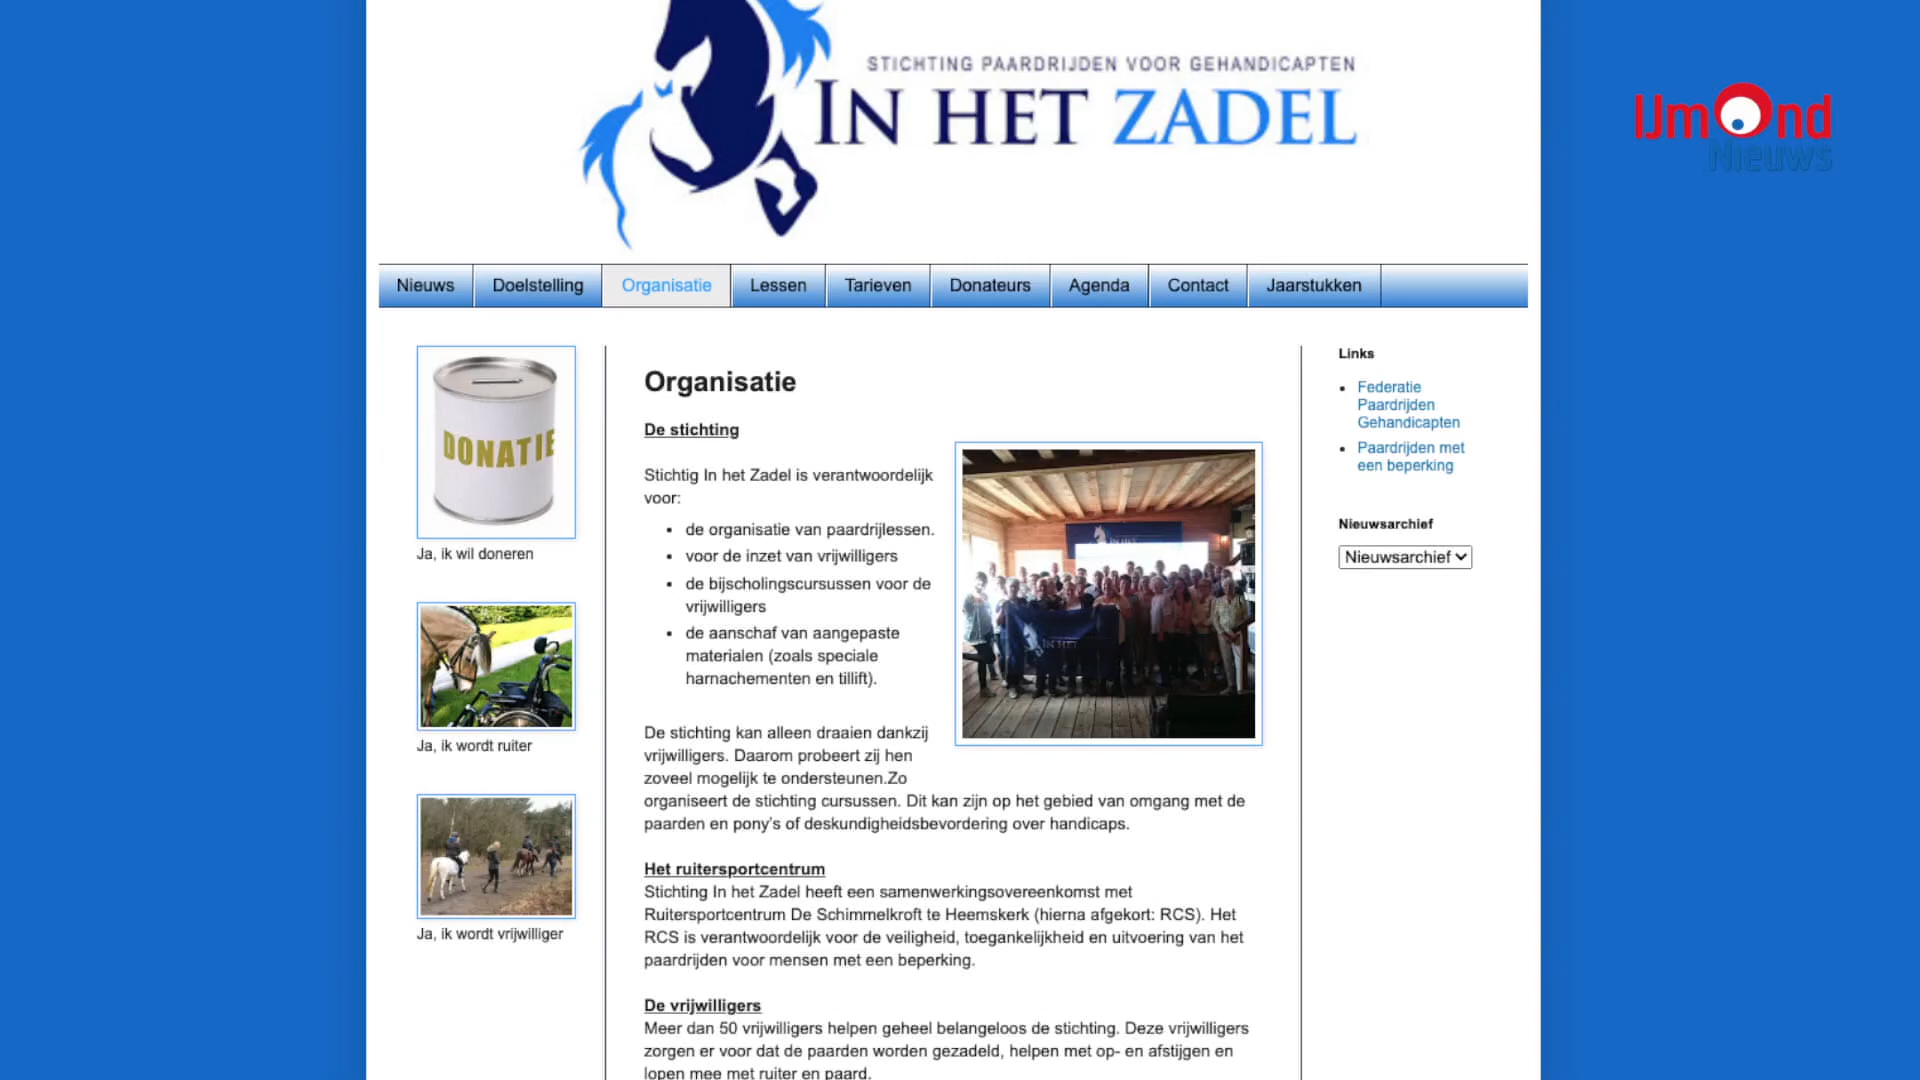 STICHTING PAARDRIJDEN VOOR GEHANDICAPTEN
IN HET ZADEL
IJmOnd
Nieuws
Nieuws
Doelstelling
Organisatie
Lessen
Tarieven
Donateurs
Agenda
Contact
Jaarstukken
DONATIE
Ja, ik wil doneren
Ja, ik wordt ruiter
Ja, ik wordt vrijwilliger
Organisatie
De stichting
Stichtig In het Zadel is verantwoordelijk
voor:
de organisatie van paardrijlessen.
voor de inzet van vrijwilligers
de bijscholingscursussen voor de
vrijwilligers
de aanschaf van aangepaste
materialen (zoals speciale
harnachementen en tillift).
IN HET
IN HET
De stichting kan alleen draaien dankzij
vrijwilligers. Daarom probeert zij hen
zoveel mogelijk te ondersteunen.Zo
organiseert de stichting cursussen. Dit kan zijn op het gebied van omgang met de
paarden en pony's of deskundigheidsbevordering over handicaps.
Het ruitersportcentrum
Stichting In het Zadel heeft een samenwerkingsovereenkomst met
Ruitersportcentrum De Schimmelkroft te Heemskerk (hierna afgekort: RCS). Het
RCS is verantwoordelijk voor de veiligheid, toegankelijkheid en uitvoering van het
paardrijden voor mensen met een beperking.
De vrijwilligers
Meer dan 50 vrijwilligers helpen geheel belangeloos de stichting. Deze vrijwilligers
zorgen er voor dat de paarden worden gezadeld, helpen met op- en afstijgen en
lopen mee met ruiter en paard.
Links
Federatie
Paardrijden
Gehandicapten
Paardrijden met
een beperking
Nieuwsarchief
Nieuwsarchief